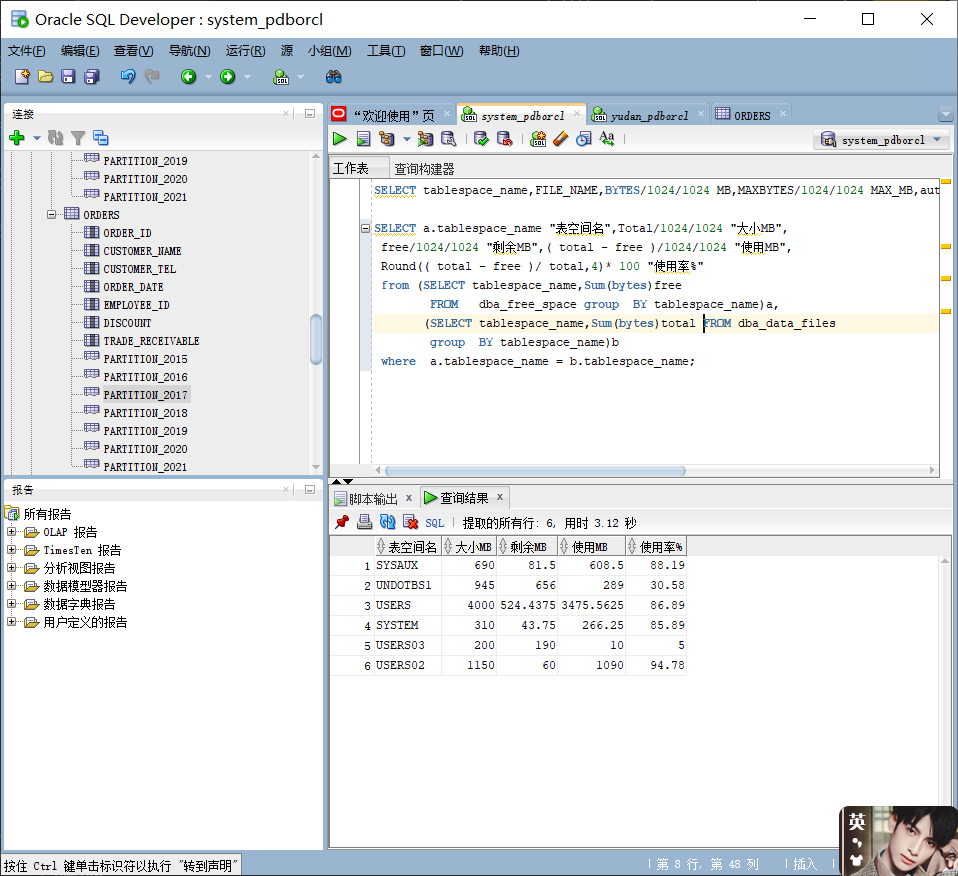 Oracle SQL Developer : system_pdborcl
文件(F) 编辑(E) 查看(V) 导航(N) 运行(R) 源 小组(M) 工具(T) 窗口(W) 帮助(H)
连接
PARTITION_2019
PARTITION_2020
PARTITION_2021
ORDERS
ORDER_ID
CUSTOMER_NAME
CUSTOMER_TEL
ORDER_DATE
EMPLOYEE_ID
DISCOUNT
TRADE_RECEIVABLE
PARTITION_2015
PARTITION_2016
PARTITION_2017
PARTITION_2018
PARTITION_2019
PARTITION_2020
PARTITION_2021
报告
所有报告
OLAP 报告
TimesTen 报告
分析视图报告
数据模型器报告
数据字典报告
用户定义的报告
“欢迎使用”页 system_pdborcl yudan_pdborcl ORDERS
system_pdborcl
工作表 查询构建器
SELECT tablespace_name,FILE_NAME,BYTES/1024/1024 MB,MAXBYTES/1024/1024 MAX_MB,aut
SELECT a.tablespace_name "表空间名",Total/1024/1024 "大小MB",
free/1024/1024 "剩余MB",( total - free )/1024/1024 "使用MB",
Round(( total - free )/ total,4)* 100 "使用率%"
from (SELECT tablespace_name,Sum(bytes)free
FROM dba_free_space group BY tablespace_name)a,
(SELECT tablespace_name,Sum(bytes)total FROM dba_data_files
group BY tablespace_name)b
where a.tablespace_name = b.tablespace_name;
脚本输出 查询结果
SQL 提取的所有行: 6, 用时 3.12 秒
表空间名 大小MB 剩余MB 使用MB 使用率%
1 SYSAUX 690 81.5 608.5 88.19
2 UNDOTBS1 945 656 289 30.58
3 USERS 4000 524.4375 3475.5625 86.89
4 SYSTEM 310 43.75 266.25 85.89
5 USERS03 200 190 10 5
6 USERS02 1150 60 1090 94.78
英
按住 Ctrl 键单击标识符以执行 "转到声明"
第 8 行, 第 48 列 插入